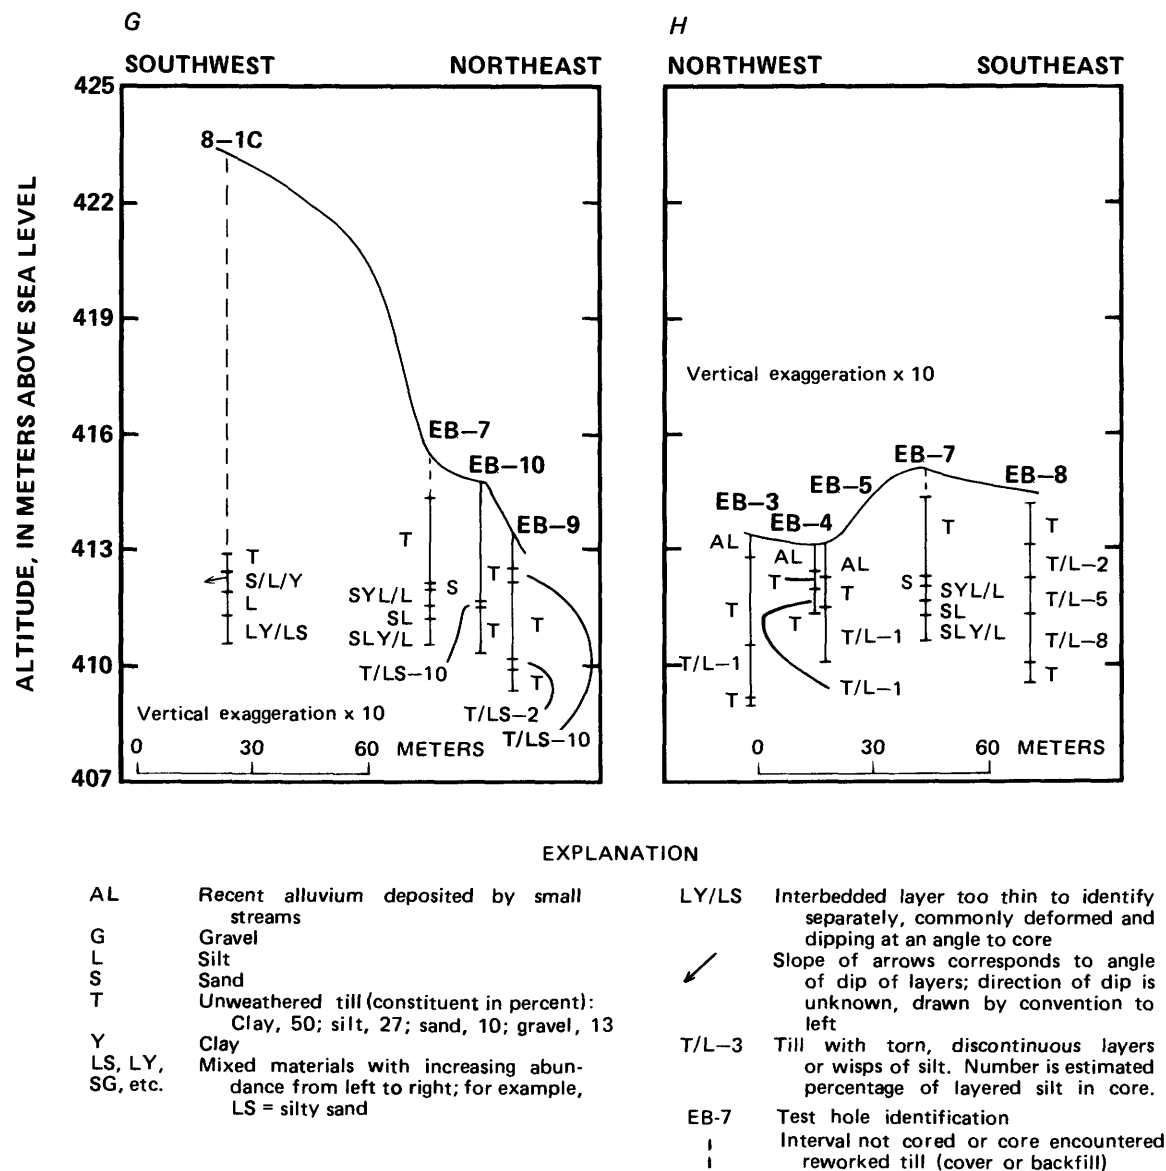 G
H
SOUTHWEST NORTHEAST
NORTHWEST SOUTHEAST
ALTITUDE, IN METERS ABOVE SEA LEVEL
425
422
419
416
413
410
407
8–1C
EB–7
EB–10
EB–9
T
S/L/Y
L
LY/LS
T
S
SYL/L
SL
SLY/L
T/LS–10
T
T
T
T
T/LS–2
T/LS–10
Vertical exaggeration x 10
0 30 60 METERS
Vertical exaggeration x 10
EB–3
EB–4
EB–5
EB–7
EB–8
AL
T
T/L–1
T
AL
T
T
T/L–1
AL
T
T/L–1
T
S
SYL/L
SL
SLY/L
T
T/L–2
T/L–5
T/L–8
T
0 30 60 METERS
EXPLANATION
AL Recent alluvium deposited by small
streams
G Gravel
L Silt
S Sand
T Unweathered till (constituent in percent):
Clay, 50; silt, 27; sand, 10; gravel, 13
Y Clay
LS, LY, Mixed materials with increasing abun-
SG, etc. dance from left to right; for example,
LS = silty sand
LY/LS Interbedded layer too thin to identify
separately, commonly deformed and
dipping at an angle to core
Slope of arrows corresponds to angle
of dip of layers; direction of dip is
unknown, drawn by convention to
left
T/L–3 Till with torn, discontinuous layers
or wisps of silt. Number is estimated
percentage of layered silt in core.
EB-7 Test hole identification
Interval not cored or core encountered
reworked till (cover or backfill)